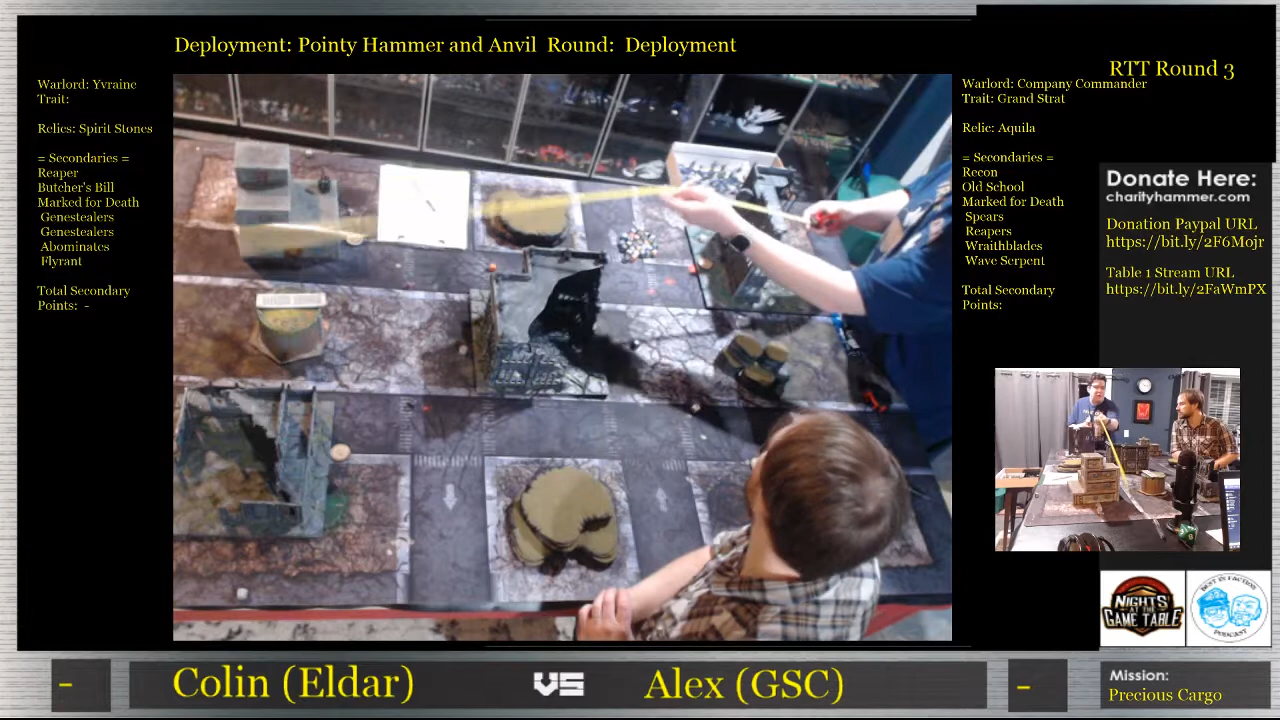 Deployment: Pointy Hammer and Anvil Round: Deployment
RTT Round 3
Warlord: Yvraine
Trait:
Relics: Spirit Stones
= Secondaries =
Reaper
Butcher's Bill
Marked for Death
Genestealers
Genestealers
Abominates
Flyrant
Total Secondary
Points: -
Warlord: Company Commander
Trait: Grand Strat
Relic: Aquila
= Secondaries =
Recon
Old School
Marked for Death
Spears
Reapers
Wraithblades
Wave Serpent
Total Secondary
Points:
Donate Here:
charityhammer.com
Donation Paypal URL
https://bit.ly/2F6Mojr
Table 1 Stream URL
https://bit.ly/2FaWmPX
NIGHTS
AT THE
GAME TABLE
BEST IN FACTION
PODCAST
- Colin (Eldar) VS Alex (GSC) -
Mission:
Precious Cargo